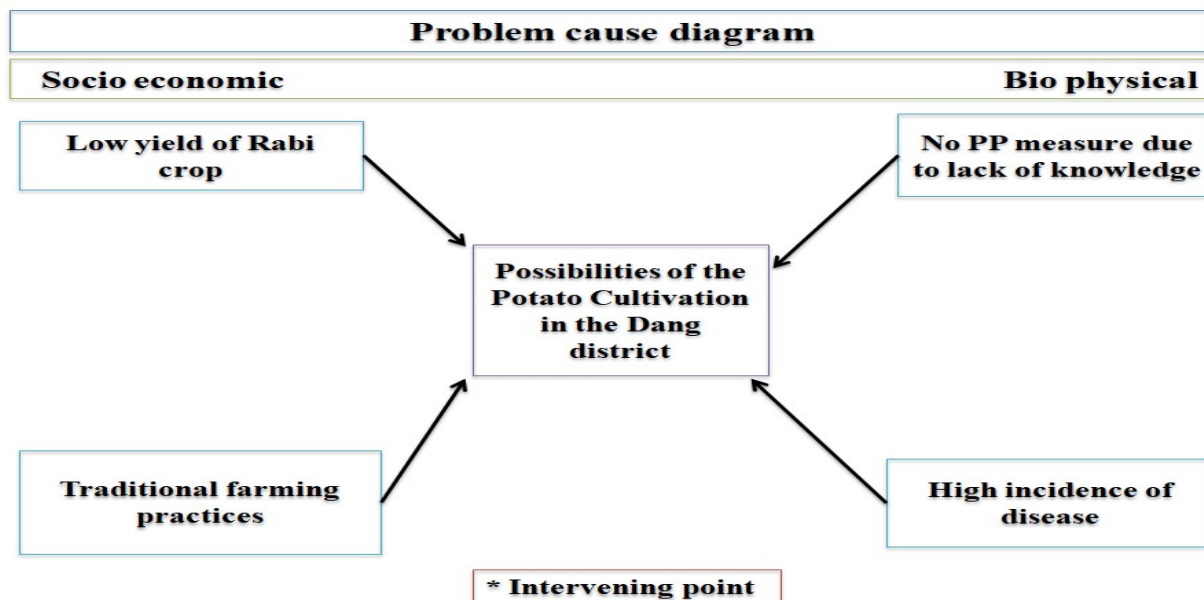 Problem cause diagram
Socio economic
Bio physical
Low yield of Rabi
crop
No PP measure due
to lack of knowledge
Possibilities of the
Potato Cultivation
in the Dang
district
Traditional farming
practices
High incidence of
disease
* Intervening point